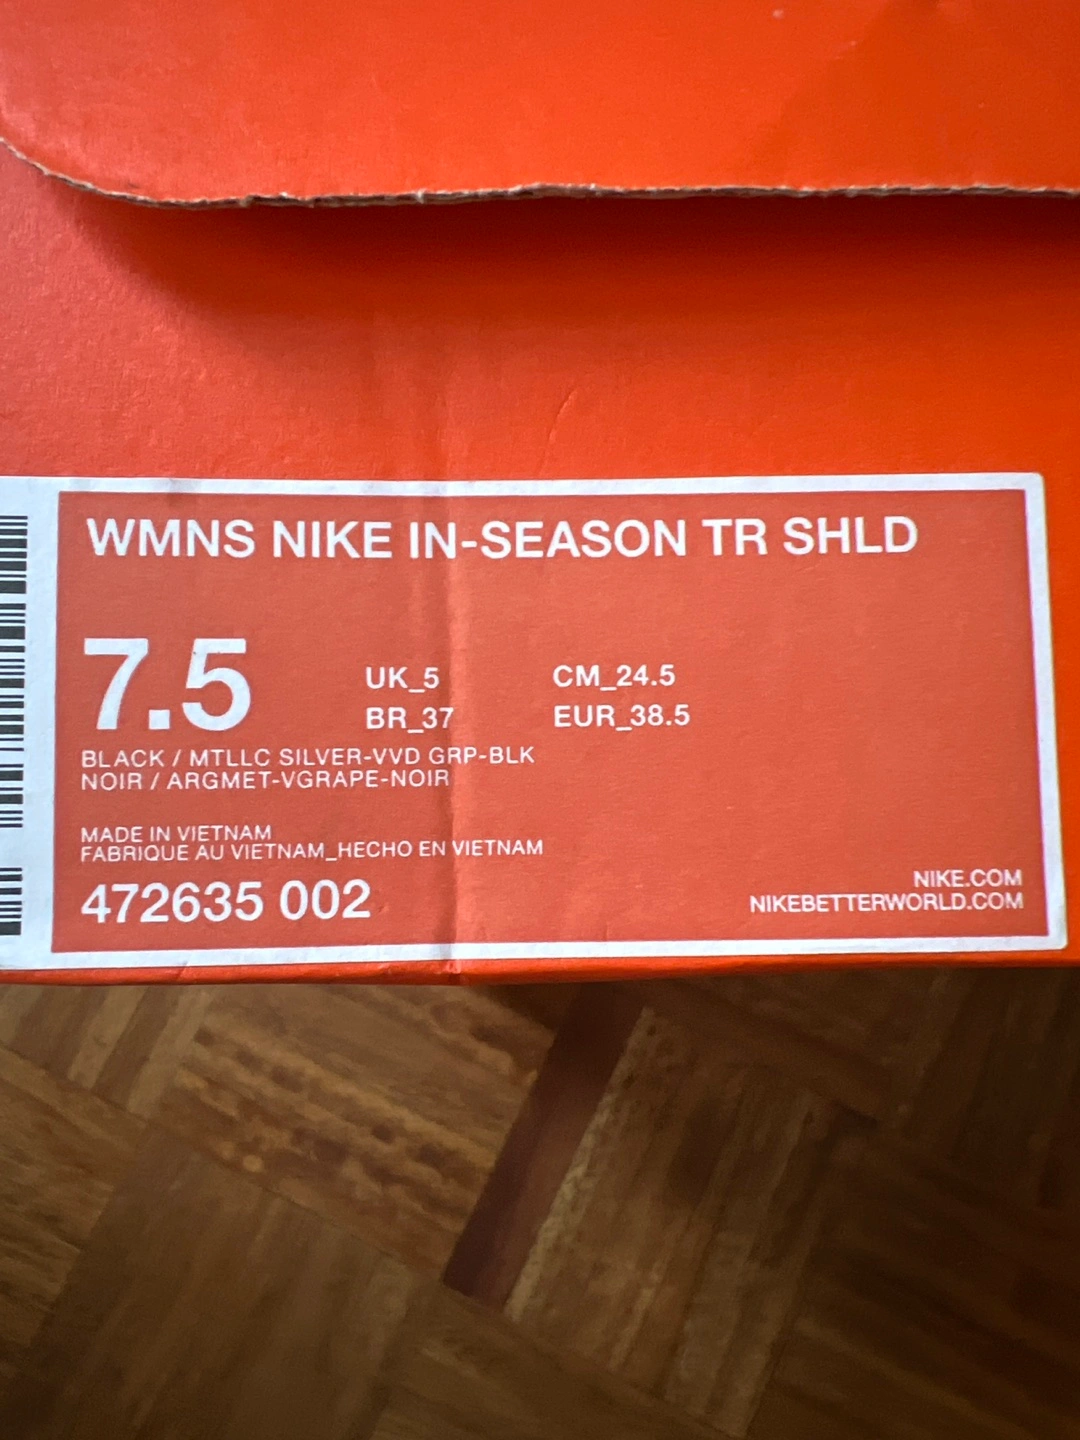 WMNS NIKE IN-SEASON TR SHLD
7.5
UK_5
CM_24.5
BR_37
EUR_38.5
BLACK / MTLLC SILVER-VVD GRP-BLK
NOIR / ARGMET-VGRAPE-NOIR
MADE IN VIETNAM
FABRIQUE AU VIETNAM_HECHO EN VIETNAM
472635 002
NIKE.COM
NIKEBETTERWORLD.COM